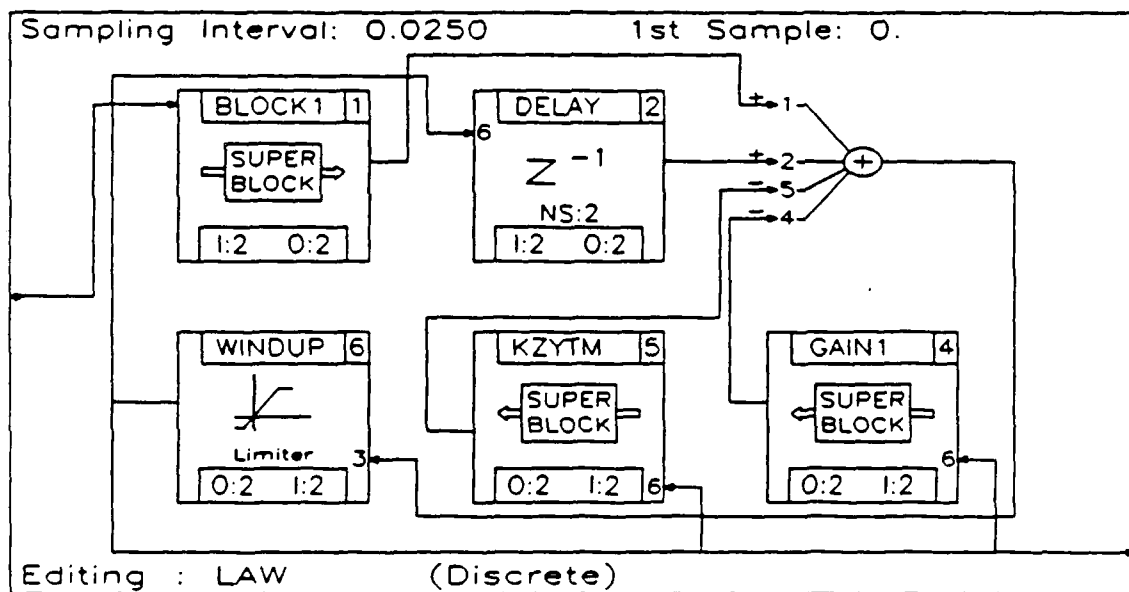 Sampling Interval: 0.0250 1st Sample: 0.
BLOCK1 1
SUPER
BLOCK
I:2 O:2
6
DELAY 2
Z -1
NS:2
I:2 O:2
+ 1
+ 2
- 5
- 4
+
WINDUP 6
Limiter
3
O:2 I:2
KZYTM 5
SUPER
BLOCK
O:2 I:2
6
GAIN1 4
SUPER
BLOCK
6
O:2 I:2
Editing : LAW (Discrete)